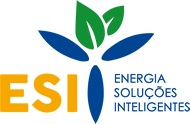 ESI
ENERGIA
SOLUÇÕES
INTELIGENTES